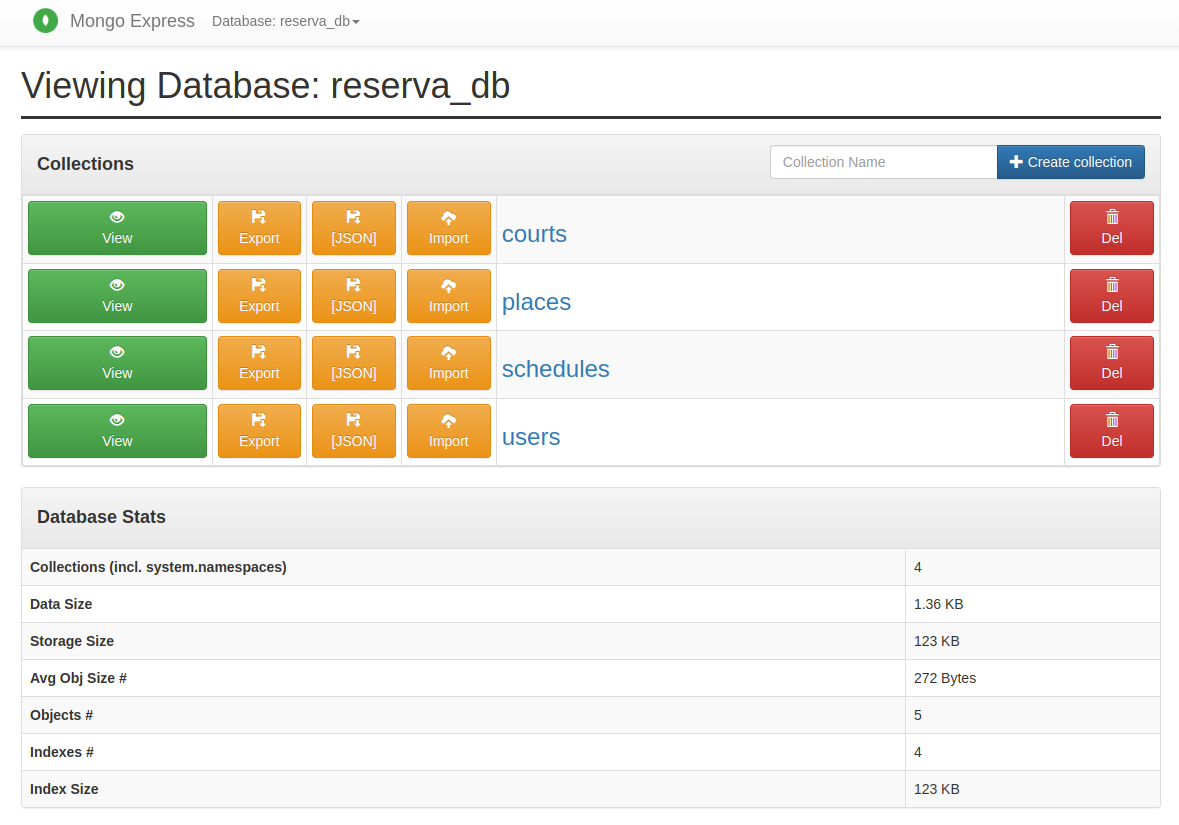 Mongo Express Database: reserva_db
Viewing Database: reserva_db
Collections Collection Name Create collection
View Export [JSON] Import courts Del
View Export [JSON] Import places Del
View Export [JSON] Import schedules Del
View Export [JSON] Import users Del
Database Stats
Collections (incl. system.namespaces) 4
Data Size 1.36 KB
Storage Size 123 KB
Avg Obj Size # 272 Bytes
Objects # 5
Indexes # 4
Index Size 123 KB